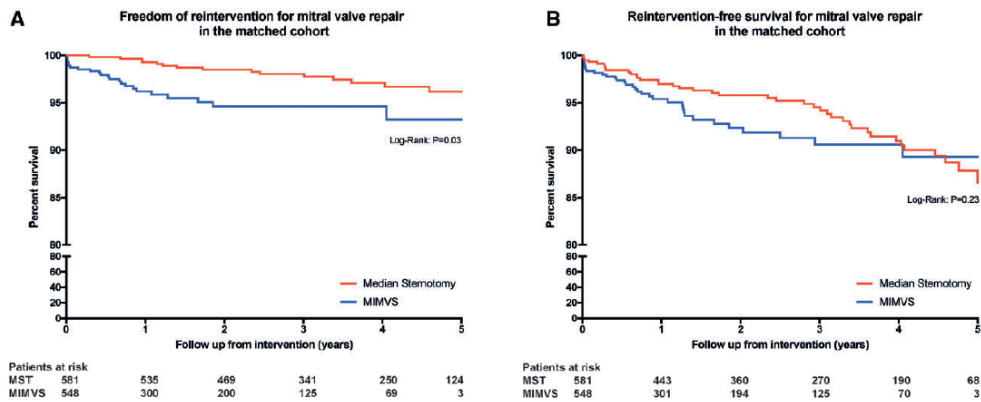 A
Freedom of reintervention for mitral valve repair
in the matched cohort
Percent survival
100
95
90
85
80
80
60
40
20
0
Log-Rank: P=0.03
Median Sternotomy
MIMVS
0 1 2 3 4 5
Follow up from intervention (years)
Patients at risk
MST 581 535 469 341 250 124
MIMVS 548 300 200 125 69 3
B
Reintervention-free survival for mitral valve repair
in the matched cohort
Percent survival
100
95
90
85
80
80
60
40
20
0
Log-Rank: P=0.23
Median Sternotomy
MIMVS
0 1 2 3 4 5
Follow up from intervention (years)
Patients at risk
MST 581 443 360 270 190 68
MIMVS 548 301 194 125 70 3